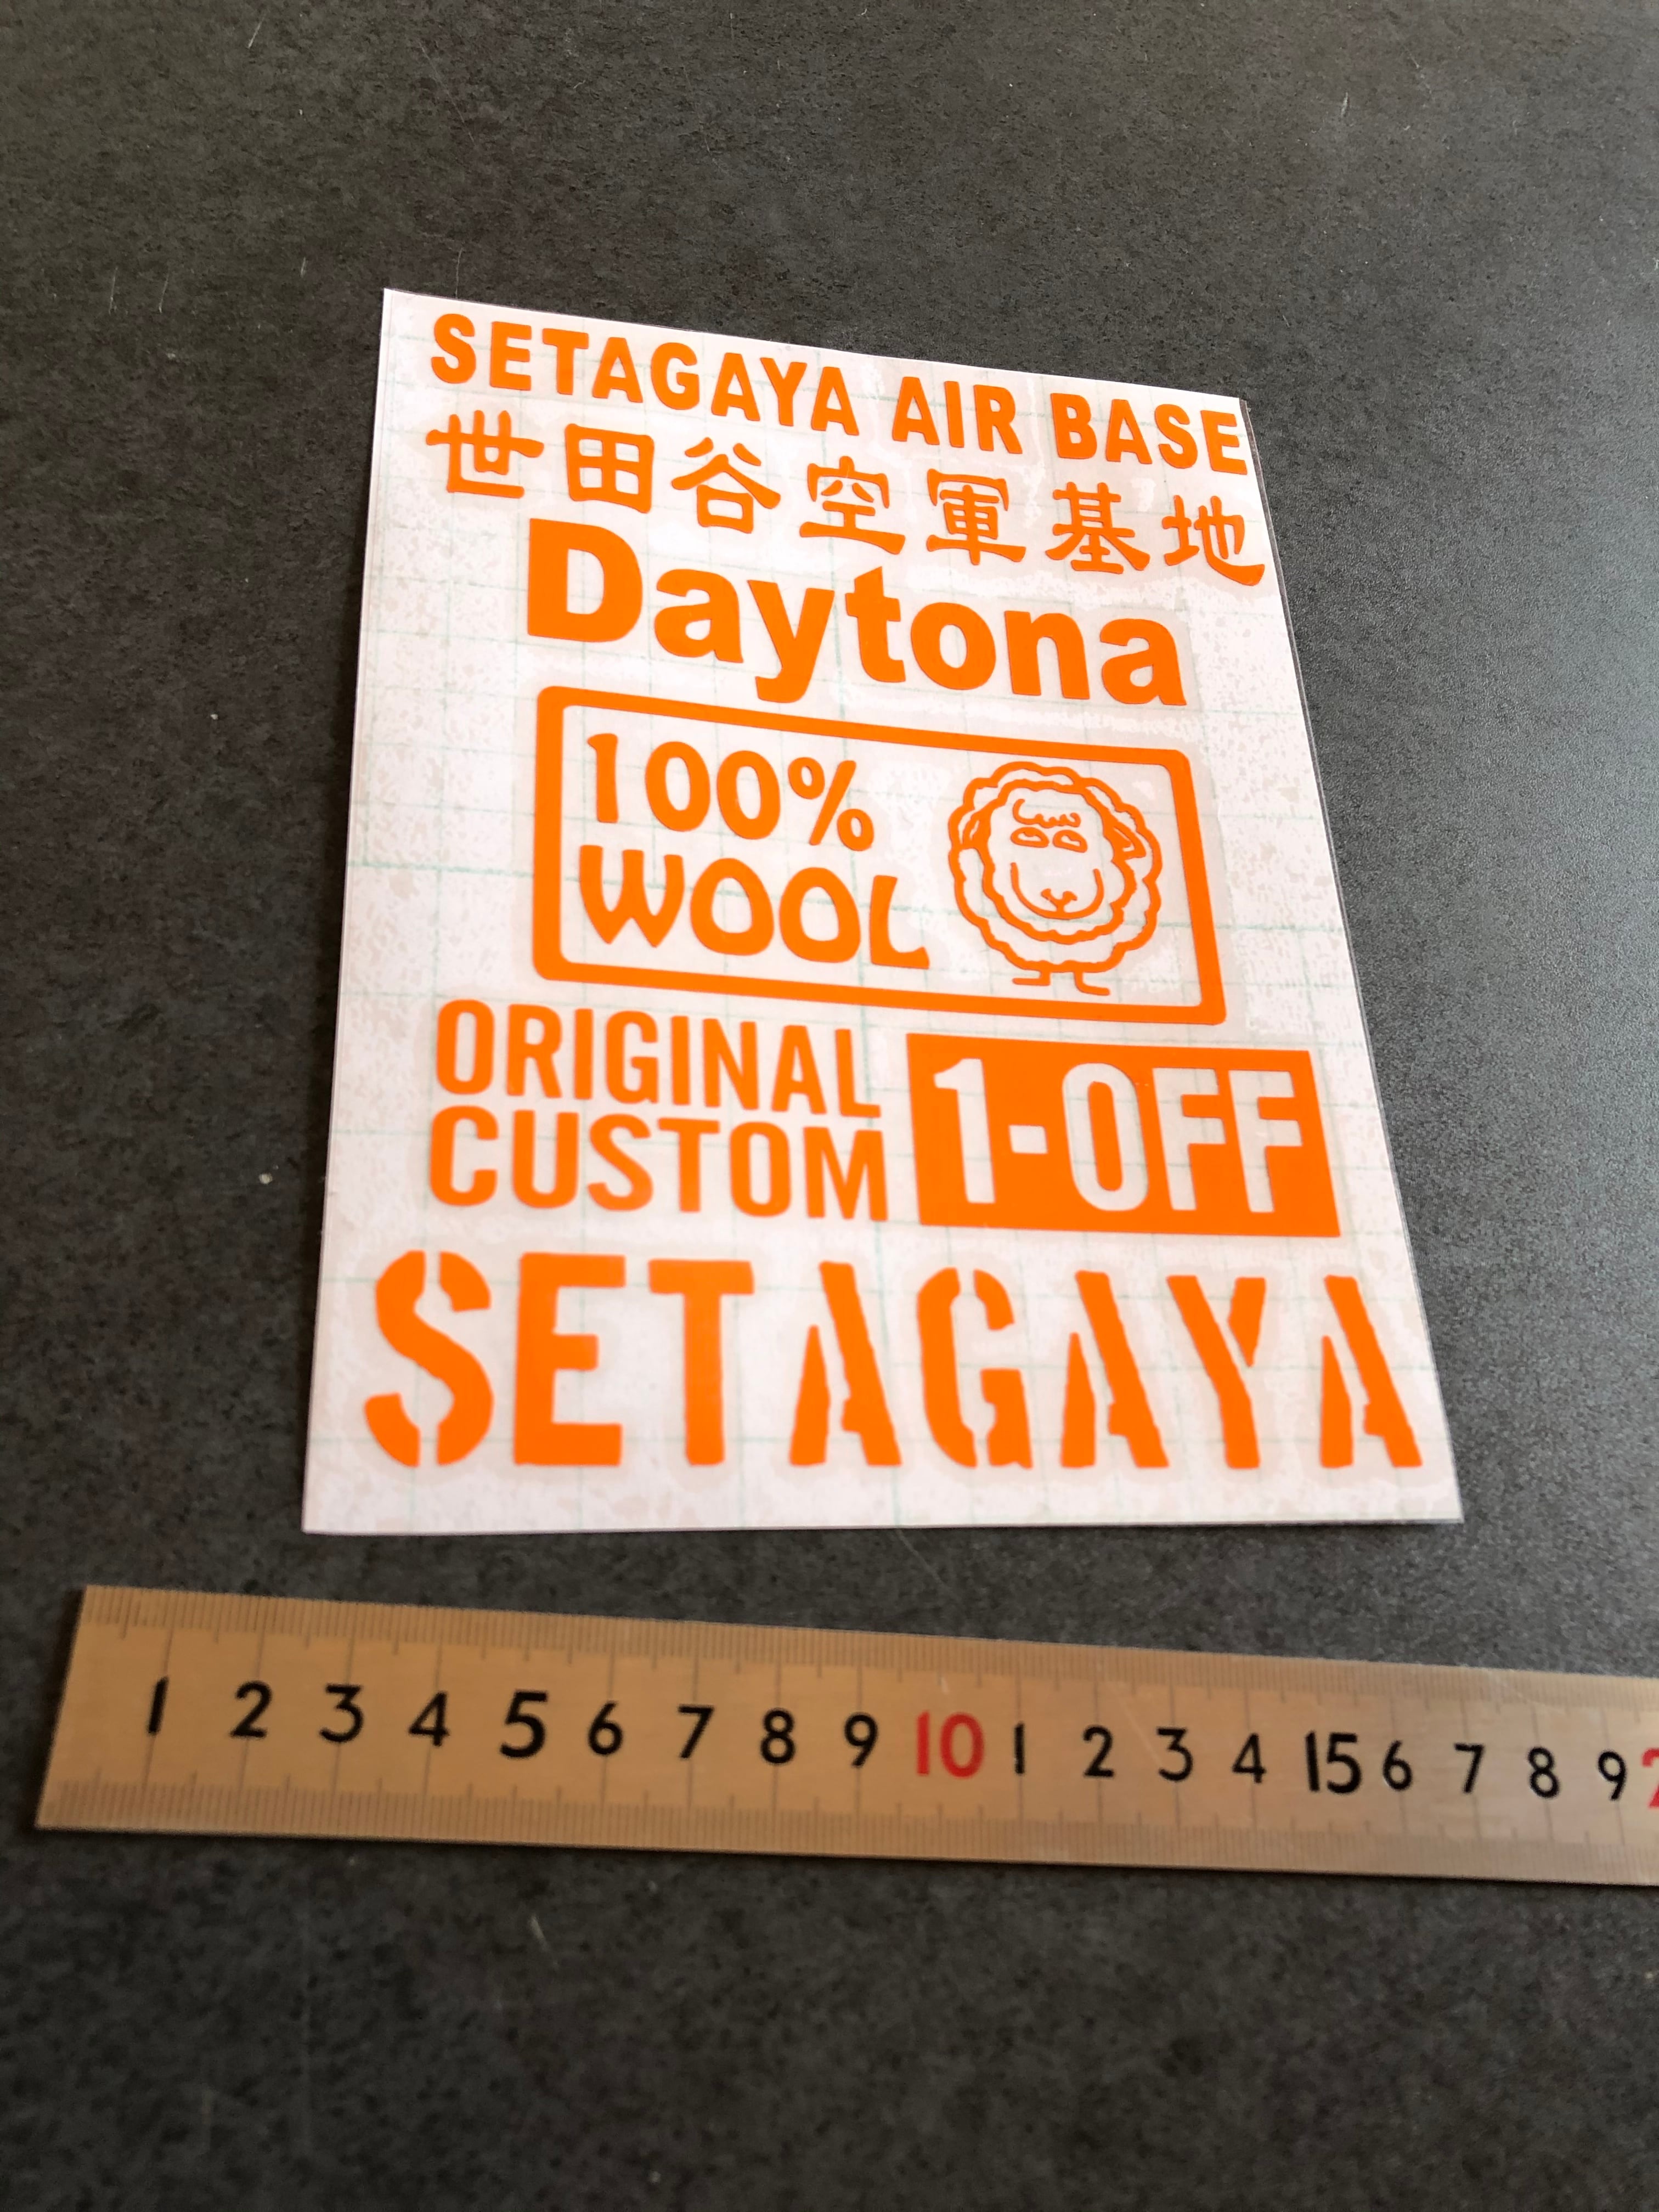 SETAGAYA AIR BASE
世田谷空軍基地
Daytona
100%
WOOL
ORIGINAL
CUSTOM
1-OFF
SETAGAYA
1 2 3 4 5 6 7 8 9 10 1 2 3 4 15 6 7 8 9